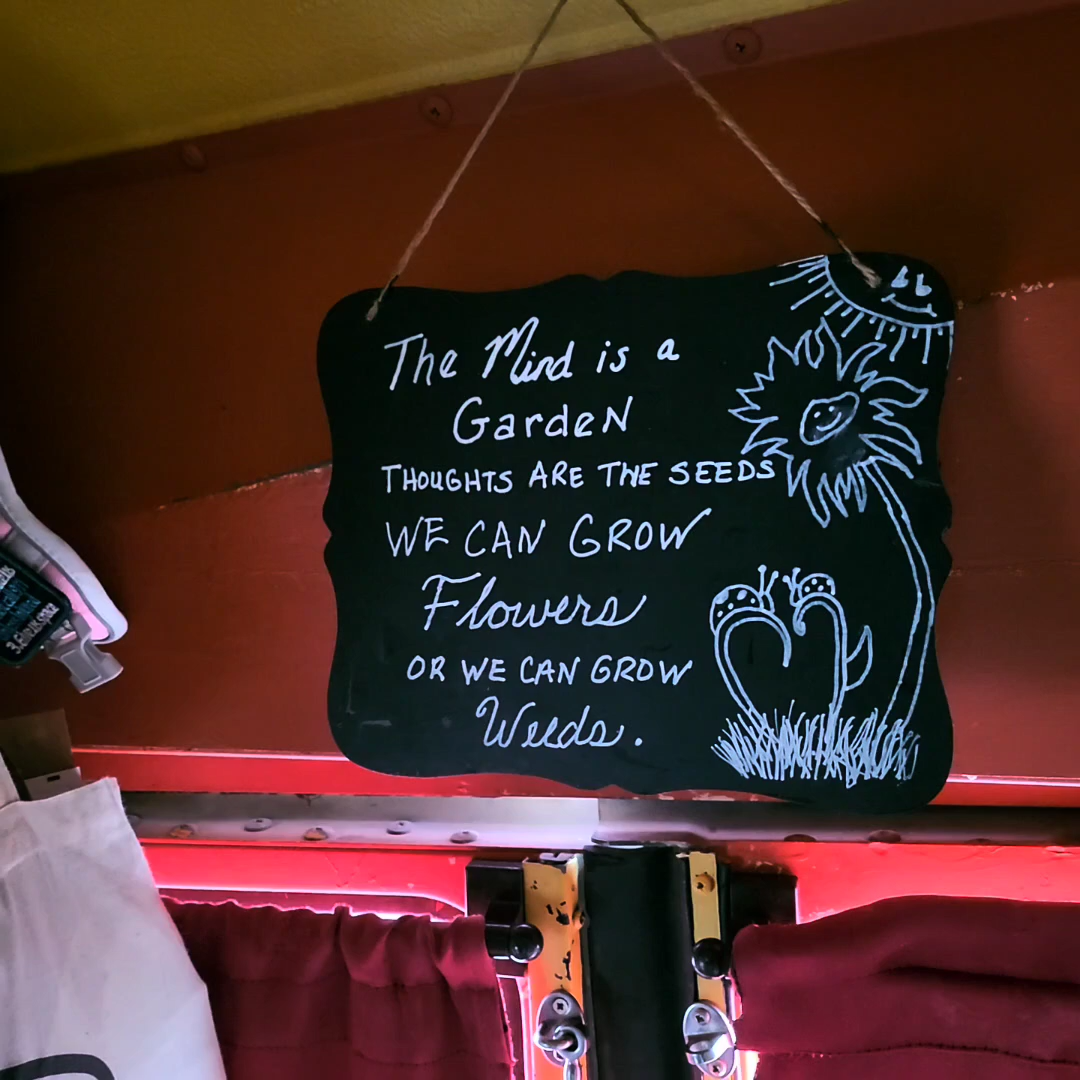 The Mind is a
GardeN
THOUGHTS ARE THE SEEDS
WE CAN GROW
Flowers
OR WE CAN GROW
Weeds.